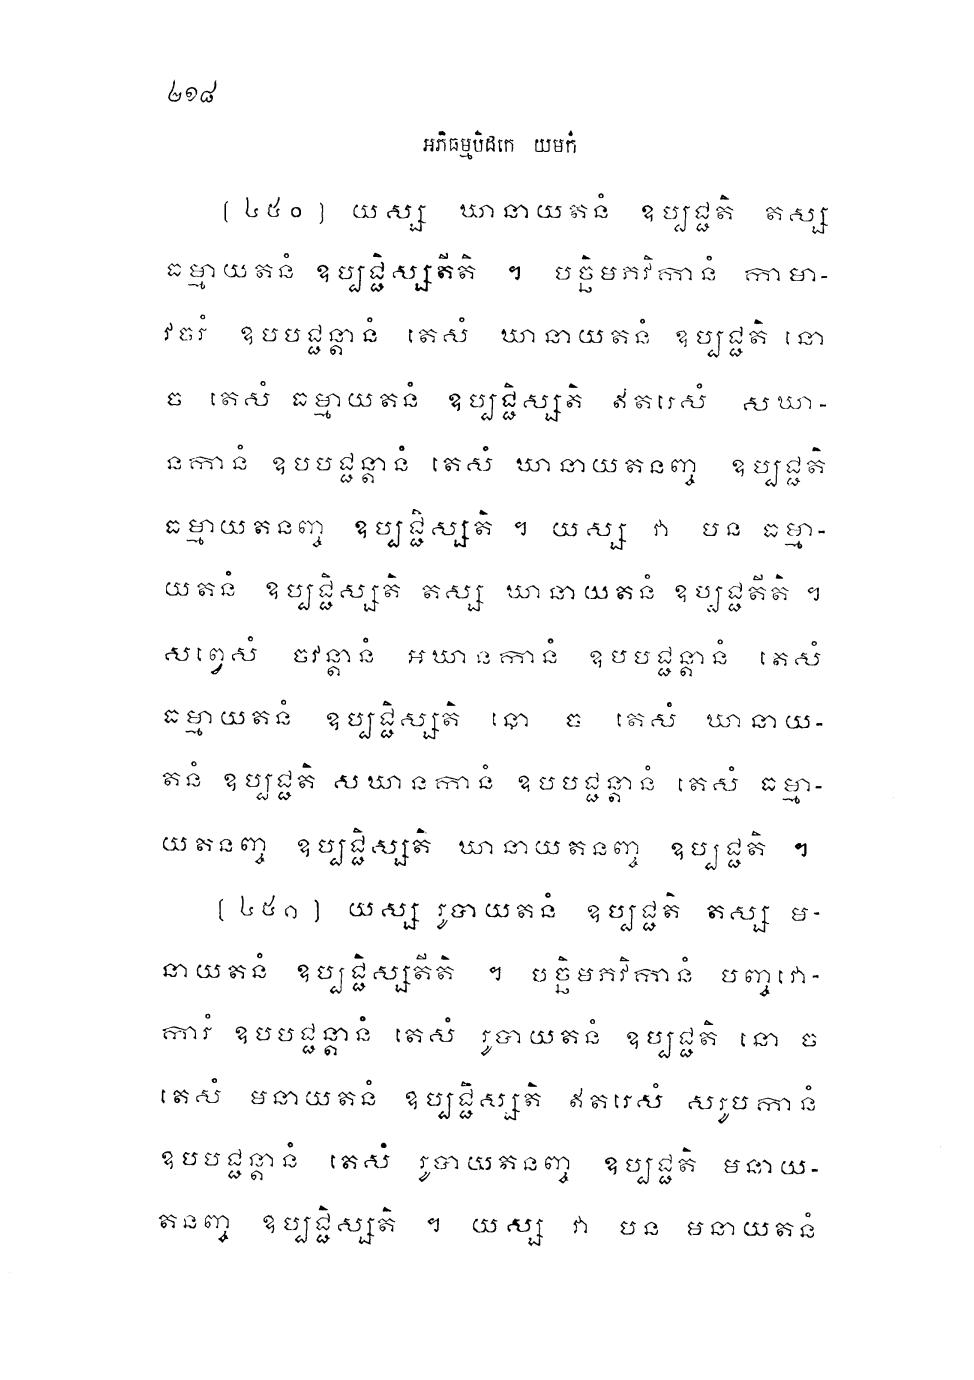 ៤១៨
អភិធម្មបិដកេ យមកំ
(៤៥០) យស្ស ឃានាយតនំ ឧប្បជ្ជតិ តស្ស
ធម្មាយតនំ ឧប្បជ្ជិស្សតីតិ ។ បច្ឆិមភវិកានំ កាមា-
វចរំ ឧបបជ្ជន្តានំ តេសំ ឃានាយតនំ ឧប្បជ្ជតិ នោ
ច តេសំ ធម្មាយតនំ ឧប្បជ្ជិស្សតិ ឥតរេសំ សឃា-
នកានំ ឧបបជ្ជន្តានំ តេសំ ឃានាយតនញ្ច ឧប្បជ្ជតិ
ធម្មាយតនញ្ច ឧប្បជ្ជិស្សតិ ។ យស្ស វា បន ធម្មា-
យតនំ ឧប្បជ្ជិស្សតិ តស្ស ឃានាយតនំ ឧប្បជ្ជតីតិ ។
សព្វេសំ ចវន្តានំ អឃានកានំ ឧបបជ្ជន្តានំ តេសំ
ធម្មាយតនំ ឧប្បជ្ជិស្សតិ នោ ច តេសំ ឃានាយ-
តនំ ឧប្បជ្ជតិ សឃានកានំ ឧបបជ្ជន្តានំ តេសំ ធម្មា-
យតនញ្ច ឧប្បជ្ជិស្សតិ ឃានាយតនញ្ច ឧប្បជ្ជតិ ។
(៤៥១) យស្ស រូបាយតនំ ឧប្បជ្ជតិ តស្ស ម-
នាយតនំ ឧប្បជ្ជិស្សតីតិ ។ បច្ឆិមភវិកានំ បញ្ចវោ-
ការំ ឧបបជ្ជន្តានំ តេសំ រូបាយតនំ ឧប្បជ្ជតិ នោ ច
តេសំ មនាយតនំ ឧប្បជ្ជិស្សតិ ឥតរេសំ សរូបកានំ
ឧបបជ្ជន្តានំ តេសំ រូបាយតនញ្ច ឧប្បជ្ជតិ មនាយ-
តនញ្ច ឧប្បជ្ជិស្សតិ ។ យស្ស វា បន មនាយតនំ